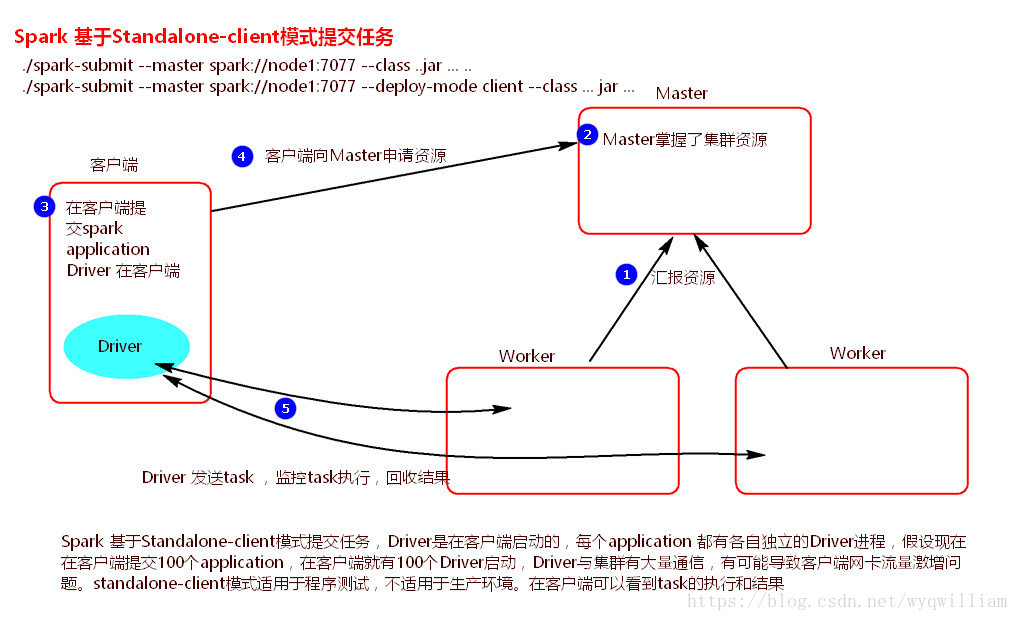 Spark 基于Standalone-client模式提交任务
./spark-submit --master spark://node1:7077 --class ..jar ... ..
./spark-submit --master spark://node1:7077 --deploy-mode client --class ... jar ...
Master
2
Master掌握了集群资源
4
客户端向Master申请资源
客户端
3
在客户端提
交spark
application
Driver 在客户端
1
汇报资源
Driver
Worker
Worker
5
Driver 发送task ，监控task执行，回收结果
Spark 基于Standalone-client模式提交任务，Driver是在客户端启动的，每个application 都有各自独立的Driver进程，假设现在
在客户端提交100个application，在客户端就有100个Driver启动，Driver与集群有大量通信，有可能导致客户端网卡流量激增问
题。standalone-client模式适用于程序测试，不适用于生产环境。在客户端可以看到task的执行和结果
https://blog.csdn.net/wyqwilliam